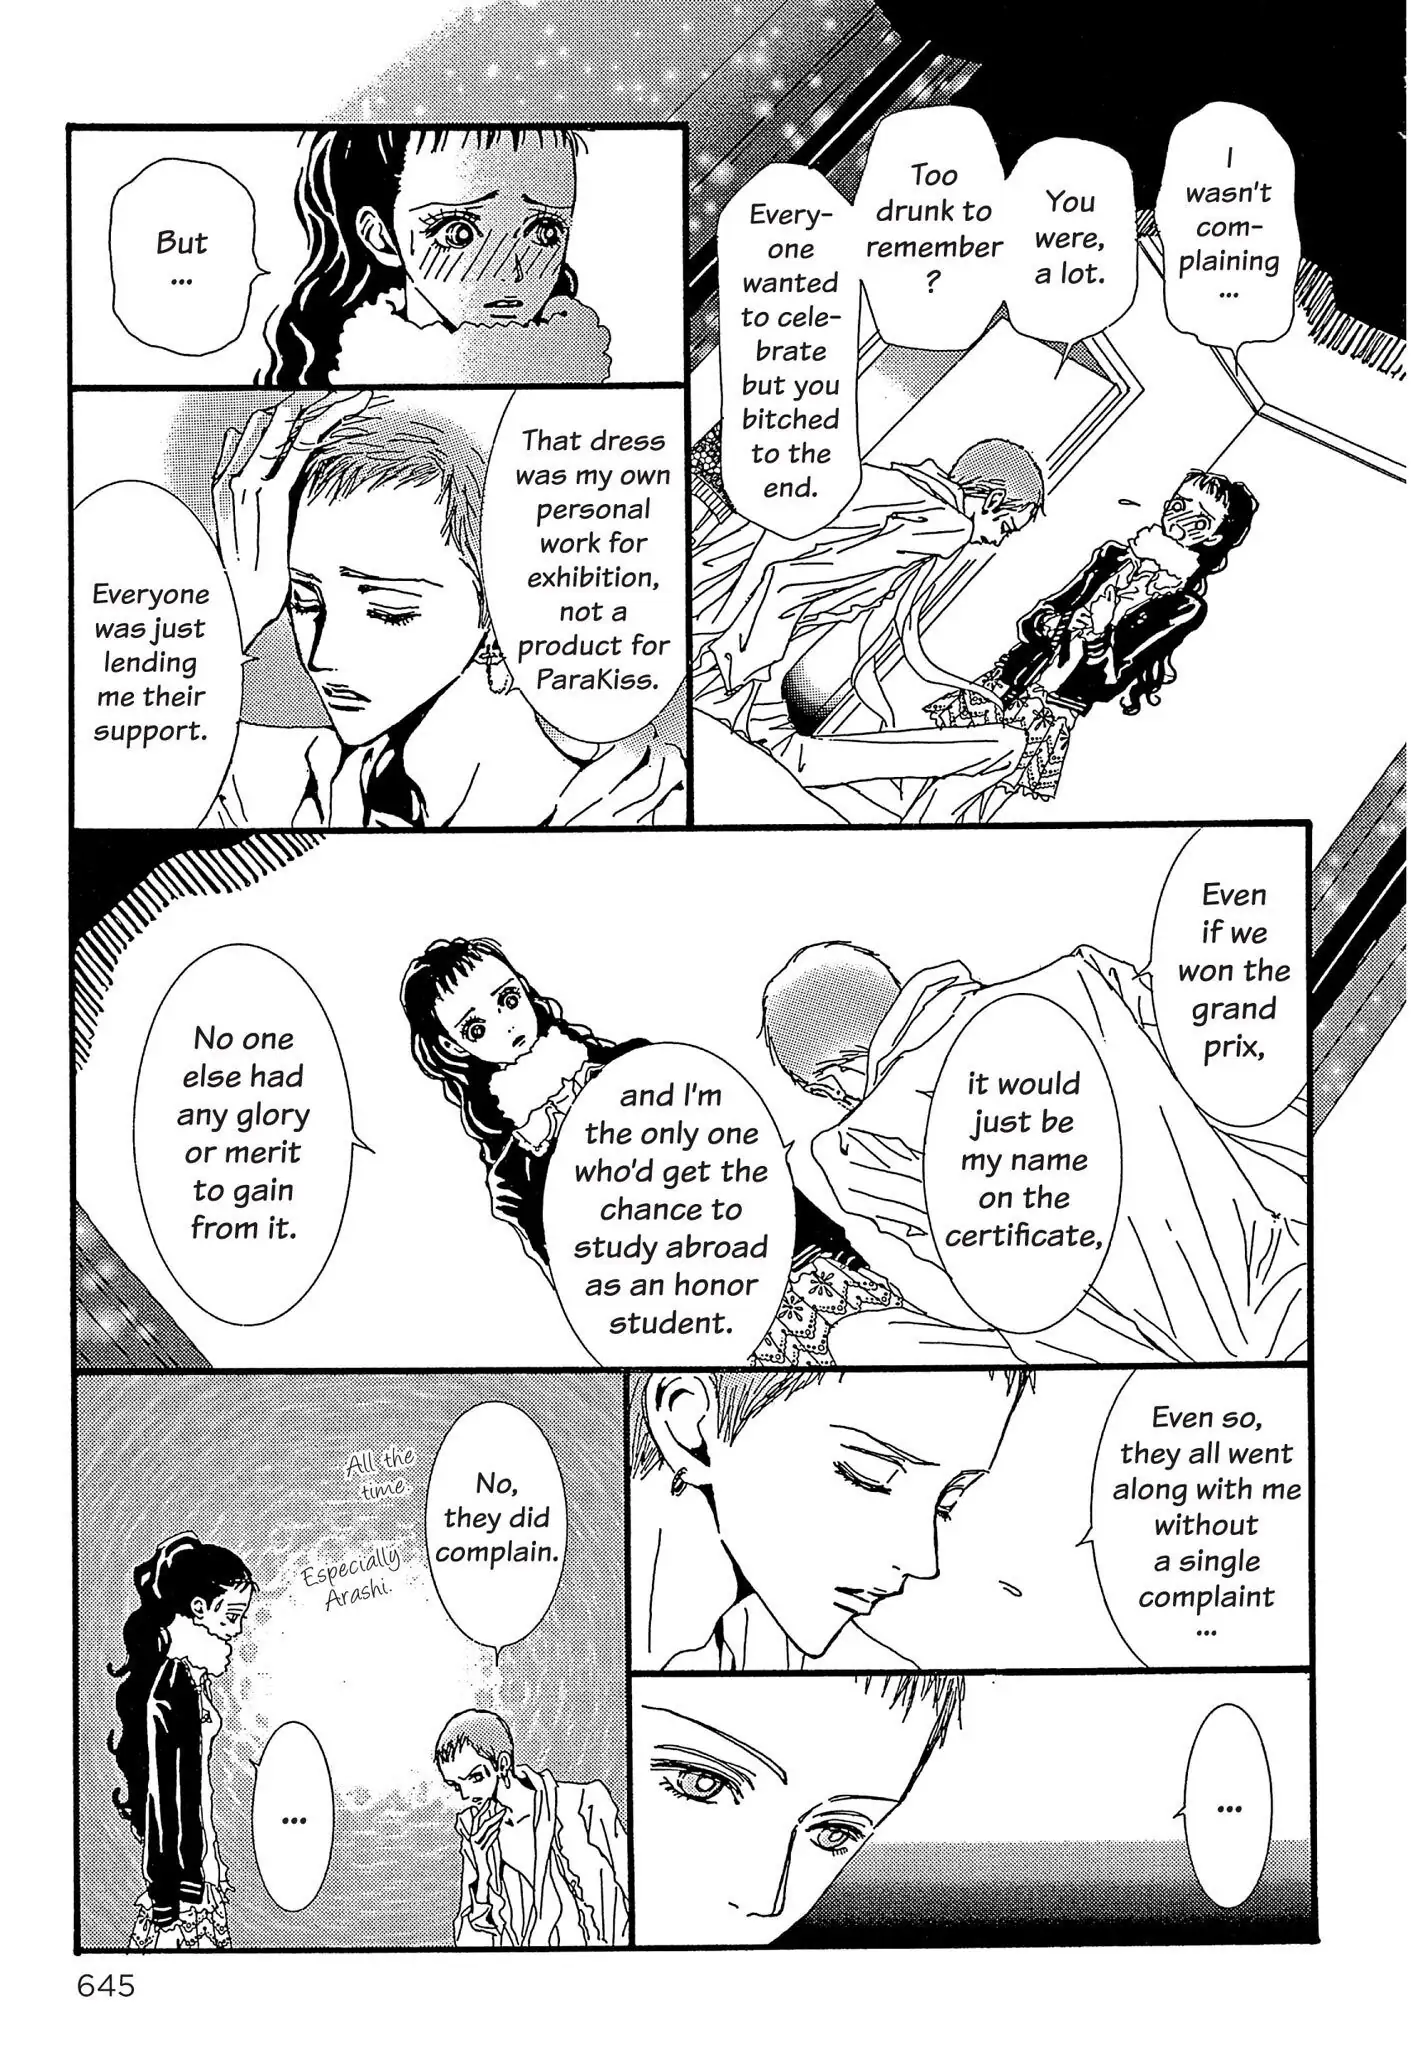 I
wasn't
com-
plaining
...
You
were,
a lot.
Too
drunk to
remember
?
Every-
one
wanted
to cele-
brate
but you
bitched
to the
end.
But
...
That dress
was my own
personal
work for
exhibition,
not a
product for
ParaKiss.
Everyone
was just
lending
me their
support.
Even
if we
won the
grand
prix,
it would
just be
my name
on the
certificate,
and I'm
the only one
who'd get the
chance to
study abroad
as an honor
student.
No one
else had
any glory
or merit
to gain
from it.
Even so,
they all went
along with me
without
a single
complaint
...
...
No,
they did
complain.
All the
time.
Especially
Arashi.
...
645